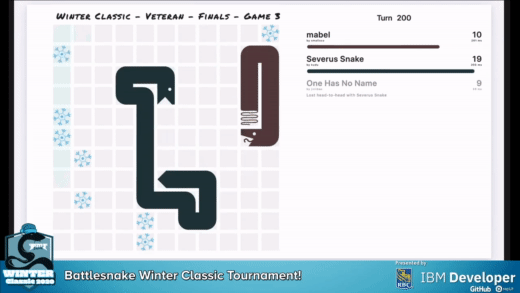 Winter Classic - Veteran - Finals - Game 3
Turn 200
mabel 10
Severus Snake 19
One Has No Name 9
Lost head-to-head with Severus Snake
WINTER
Classic 2020
Battlesnake Winter Classic Tournament!
Presented by
RBC
IBM Developer
GitHub